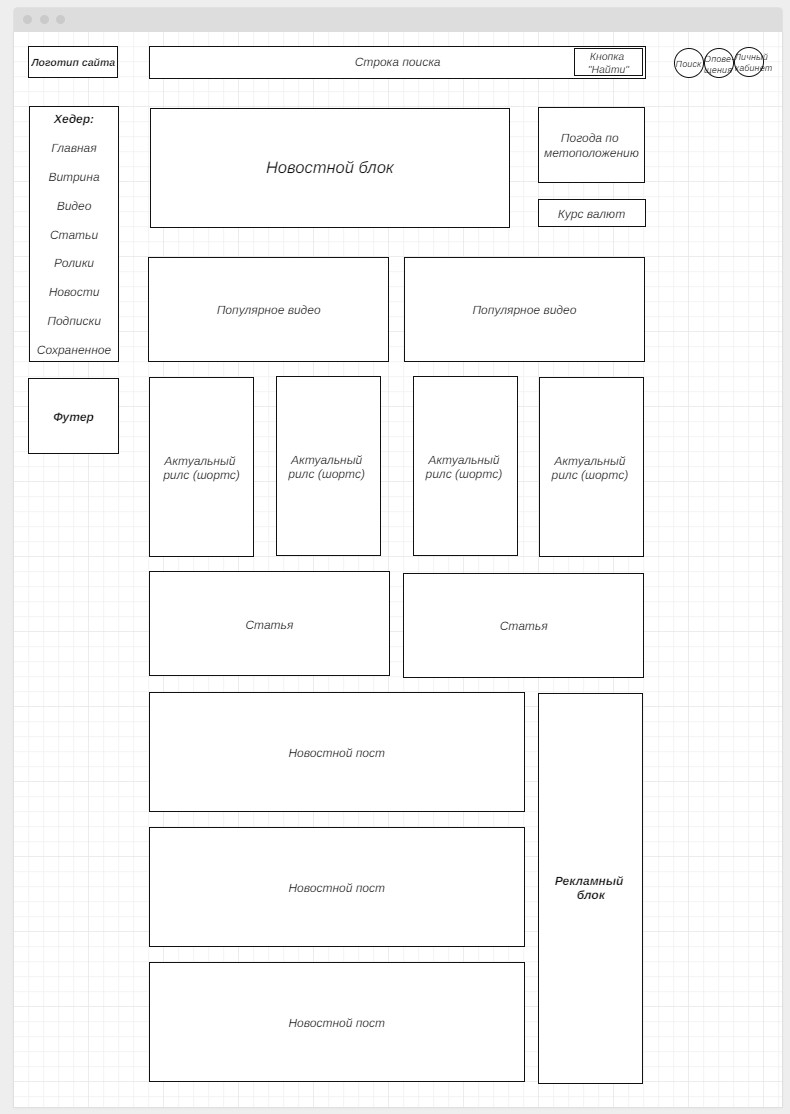 Логотип сайта
Строка поиска
Кнопка
"Найти"
Поиск
Опове
щения
Личный
кабинет
Хедер:
Главная
Витрина
Видео
Статьи
Ролики
Новости
Подписки
Сохраненное
Новостной блок
Погода по
метоположению
Курс валют
Популярное видео
Популярное видео
Футер
Актуальный
рилс (шортс)
Актуальный
рилс (шортс)
Актуальный
рилс (шортс)
Актуальный
рилс (шортс)
Статья
Статья
Новостной пост
Новостной пост
Новостной пост
Рекламный
блок